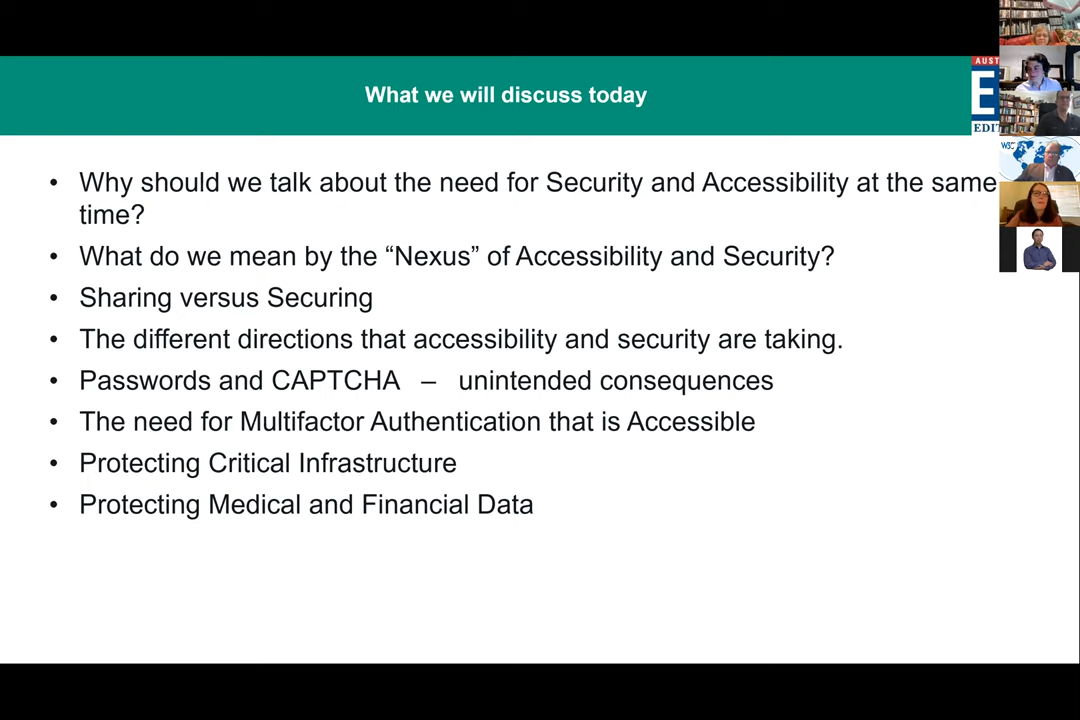 What we will discuss today
AUST
E
EDIT
• Why should we talk about the need for Security and Accessibility at the same
time?
• What do we mean by the “Nexus” of Accessibility and Security?
• Sharing versus Securing
• The different directions that accessibility and security are taking.
• Passwords and CAPTCHA – unintended consequences
• The need for Multifactor Authentication that is Accessible
• Protecting Critical Infrastructure
• Protecting Medical and Financial Data
W3C